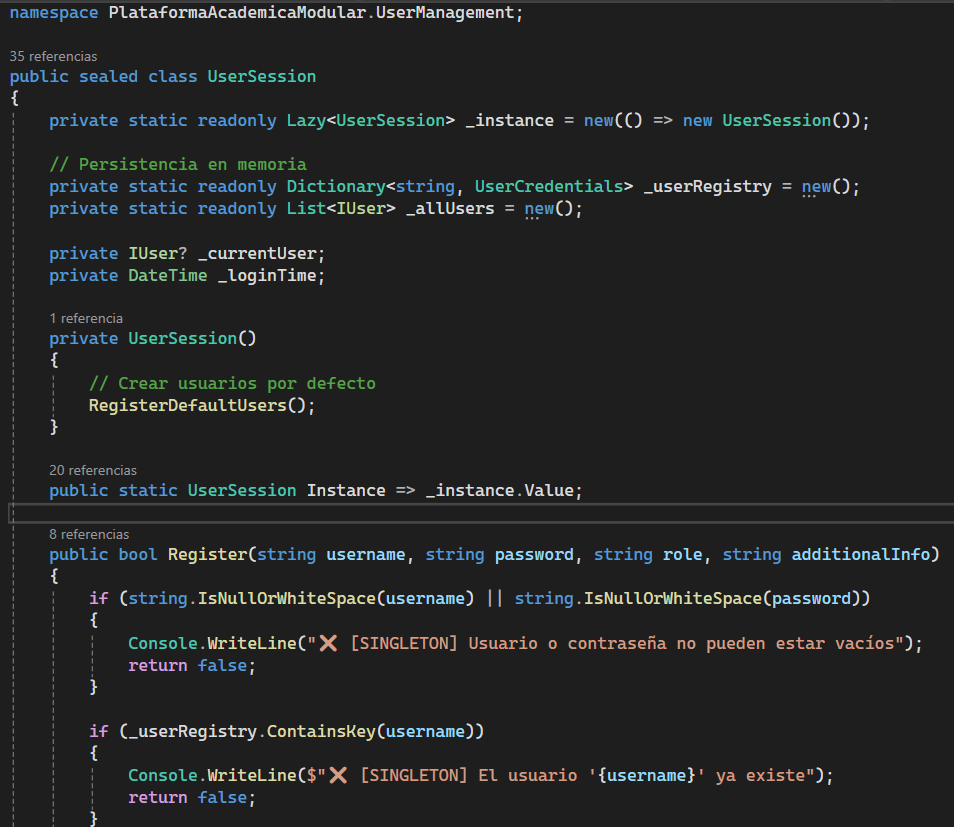 namespace PlataformaAcademicaModular.UserManagement;
35 referencias
public sealed class UserSession
{
private static readonly Lazy<UserSession> _instance = new(() => new UserSession());
// Persistencia en memoria
private static readonly Dictionary<string, UserCredentials> _userRegistry = new();
private static readonly List<IUser> _allUsers = new();
private IUser? _currentUser;
private DateTime _loginTime;
1 referencia
private UserSession()
{
// Crear usuarios por defecto
RegisterDefaultUsers();
}
20 referencias
public static UserSession Instance => _instance.Value;
8 referencias
public bool Register(string username, string password, string role, string additionalInfo)
{
if (string.IsNullOrWhiteSpace(username) || string.IsNullOrWhiteSpace(password))
{
Console.WriteLine("❌ [SINGLETON] Usuario o contraseña no pueden estar vacíos");
return false;
}
if (_userRegistry.ContainsKey(username))
{
Console.WriteLine($"❌ [SINGLETON] El usuario '{username}' ya existe");
return false;
}